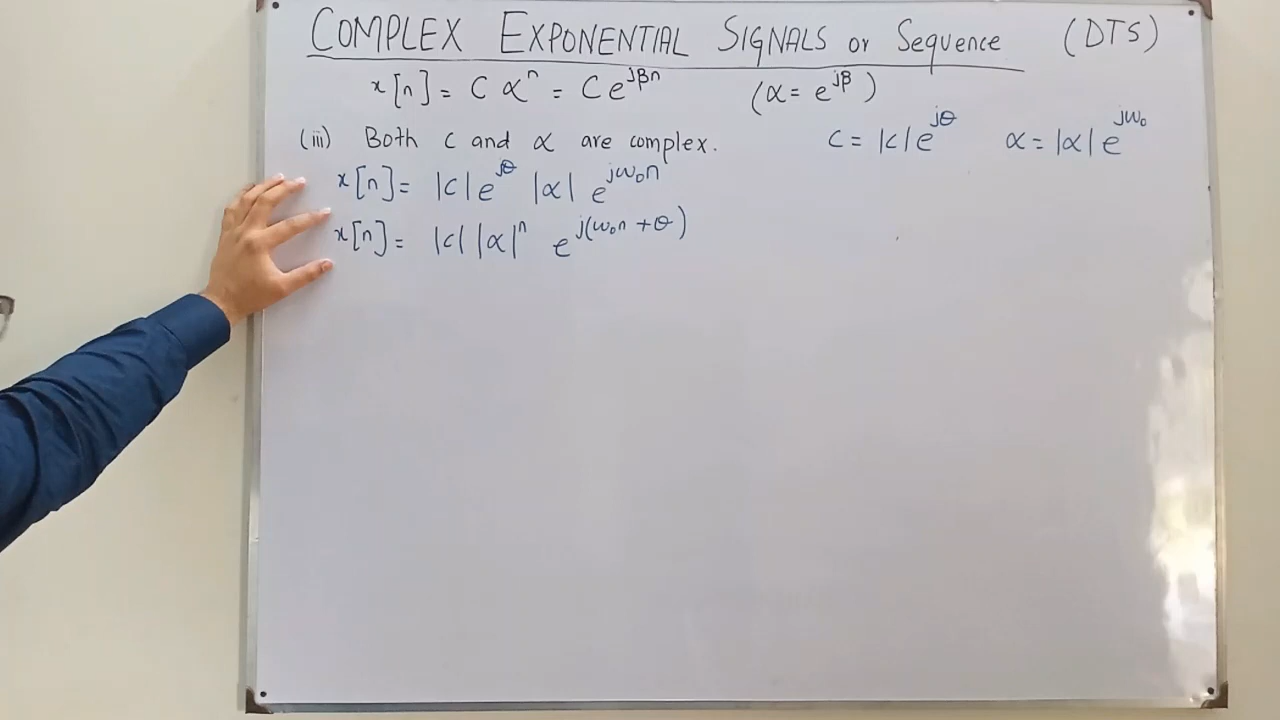 COMPLEX EXPONENTIAL SIGNALS or Sequence (DTS)
x[n] = C α^n = C e^{jβn} (α = e^{jβ})
(iii) Both C and α are complex. C = |C| e^{jθ} α = |α| e^{jω₀}
x[n] = |C| e^{jθ} |α| e^{jω₀n}
x[n] = |C| |α|^n e^{j(ω₀n + θ)}